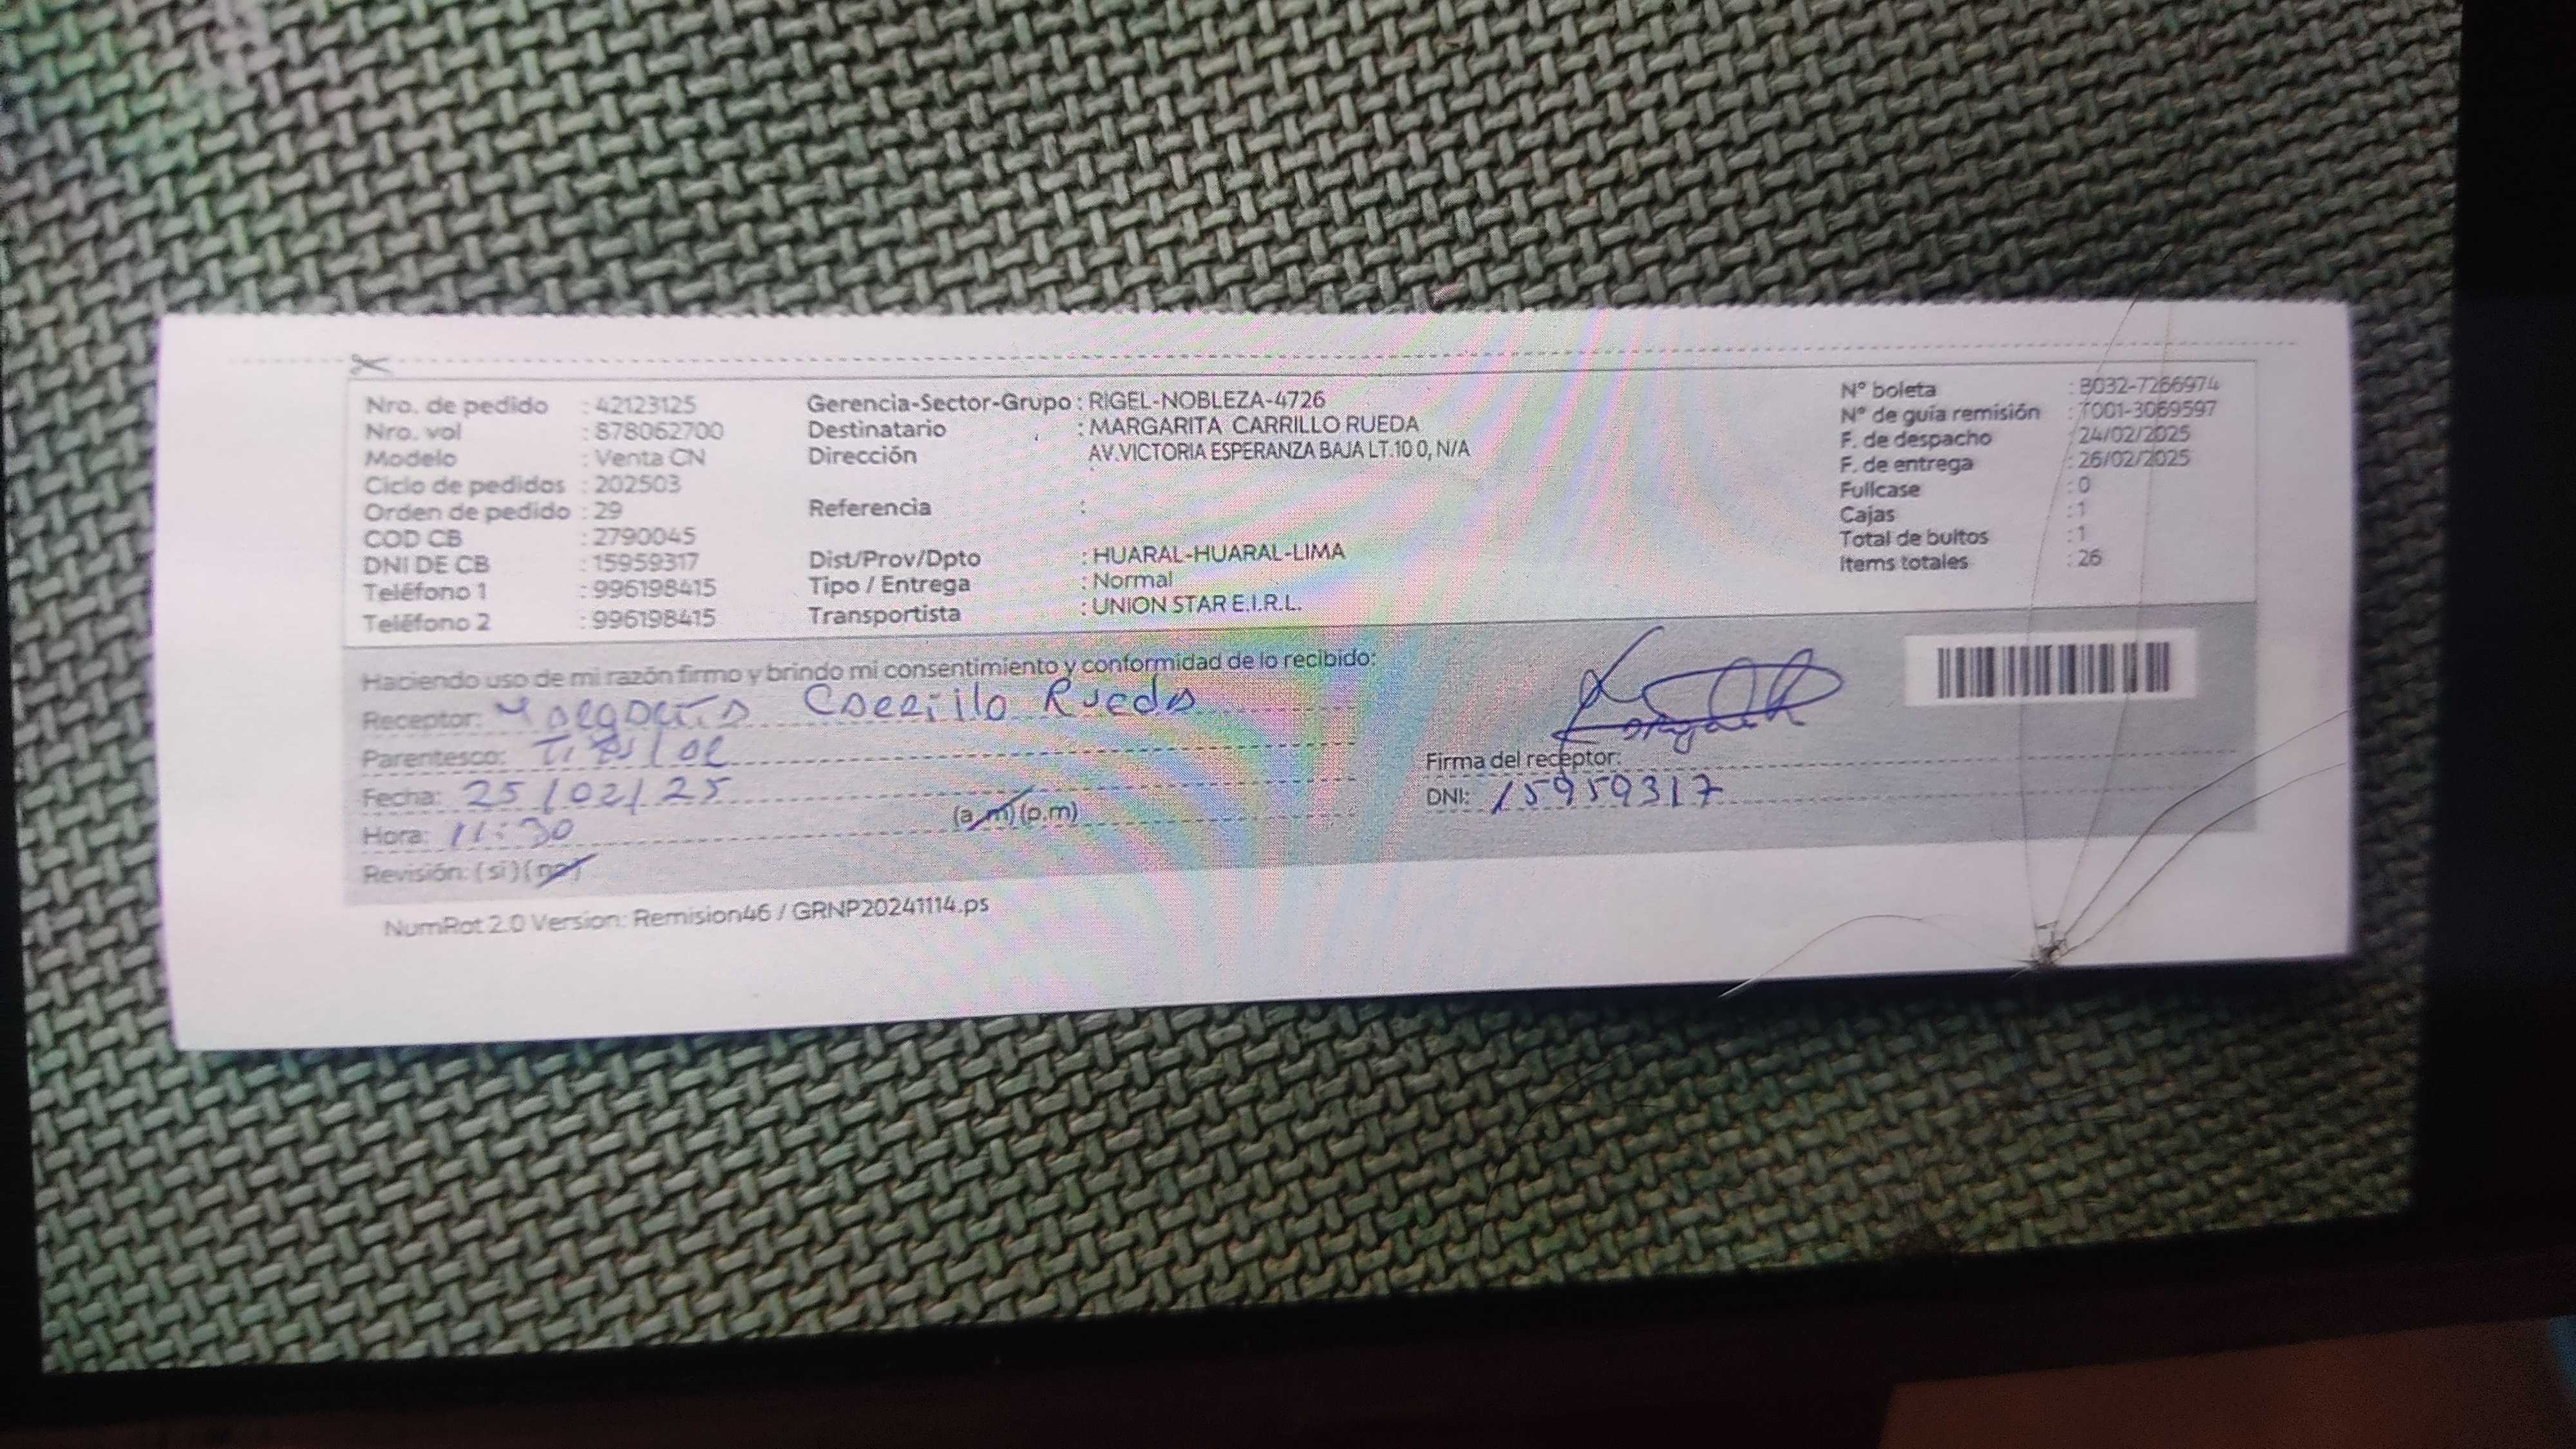 Nro. de pedido : 42123125
Nro. vol : 878062700
Modelo : Venta CN
Ciclo de pedidos : 202503
Orden de pedido : 29
COD CB : 2790045
DNI DE CB : 15959317
Teléfono 1 : 996198415
Teléfono 2 : 996198415
Gerencia-Sector-Grupo : RIGEL-NOBLEZA-4726
Destinatario : MARGARITA CARRILLO RUEDA
Dirección : AV.VICTORIA ESPERANZA BAJA LT.10 0, N/A
Referencia :
Dist/Prov/Dpto : HUARAL-HUARAL-LIMA
Tipo / Entrega : Normal
Transportista : UNION STAR E.I.R.L.
N° boleta : B032-7266974
N° de guía remisión : T001-3069597
F. de despacho : 24/02/2025
F. de entrega : 26/02/2025
Fullcase : 0
Cajas : 1
Total de bultos : 1
Items totales : 26
Haciendo uso de mi razón firmo y brindo mi consentimiento y conformidad de lo recibido:
Receptor: Margarita Carrillo Rueda
Parentesco: Titular
Fecha: 25/02/25
Hora: 11:30 (a.m) (p.m)
Revisión: (si) (no)
Firma del receptor:
DNI: 15959317
NumRot 2.0 Version: Remision46 / GRNP20241114.ps